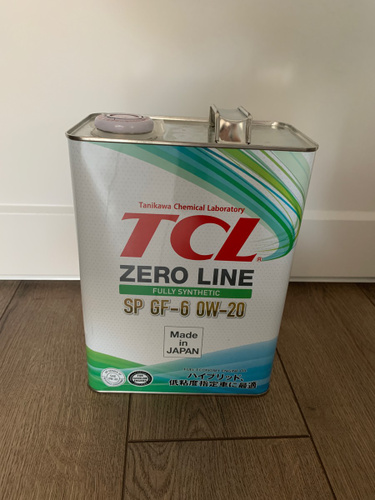 Tanikawa Chemical Laboratory
TCL
ZERO LINE
FULLY SYNTHETIC
SP GF-6 0W-20
Made
in
JAPAN
ハイブリッド
低粘度指定車に最適